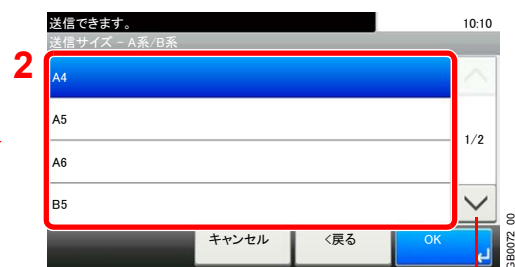 送信できます。 10:10
送信サイズ - A系/B系
2
A4
A5
1/2
A6
B5
キャンセル <戻る OK
GB0072_00